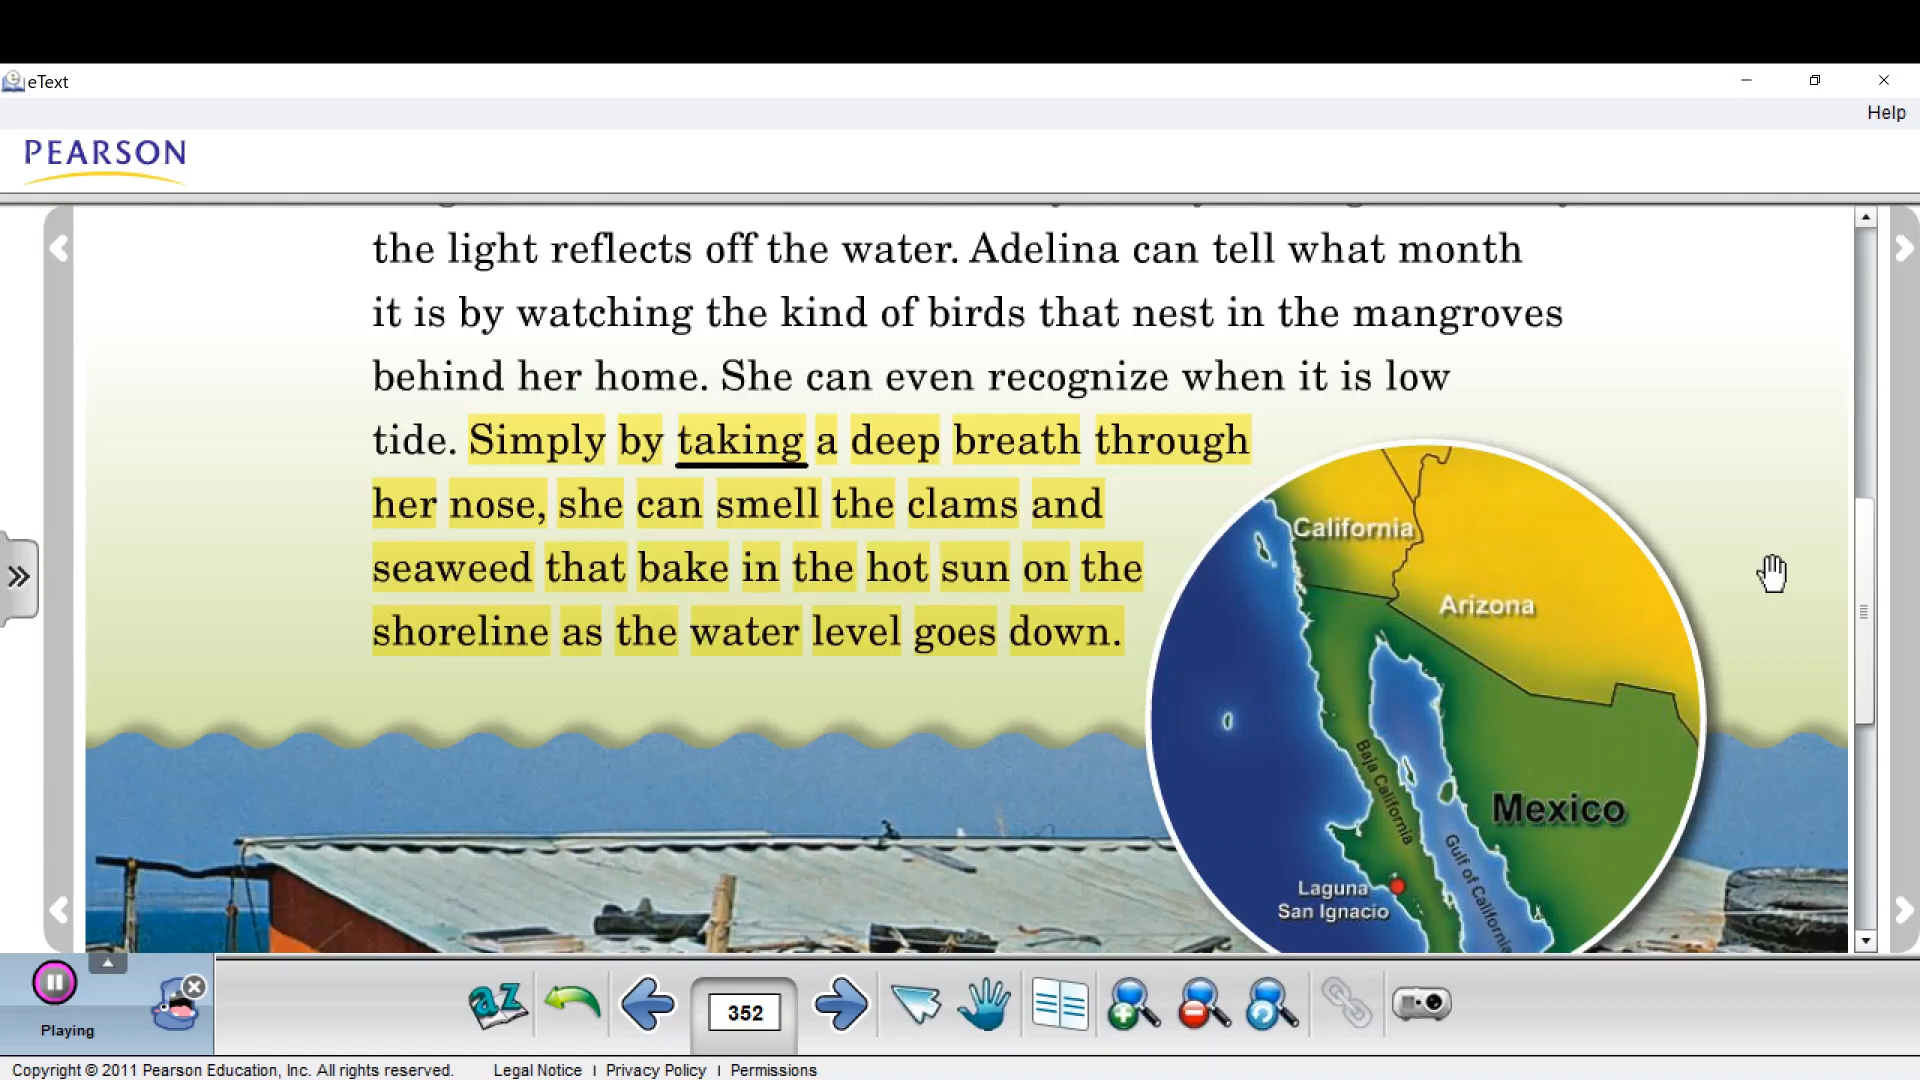 eText
Help
PEARSON
the light reflects off the water. Adelina can tell what month
it is by watching the kind of birds that nest in the mangroves
behind her home. She can even recognize when it is low
tide. Simply by taking a deep breath through
her nose, she can smell the clams and
seaweed that bake in the hot sun on the
shoreline as the water level goes down.
California
Arizona
Baja California
Mexico
Gulf of California
Laguna
San Ignacio
Playing
aZ
352
Copyright © 2011 Pearson Education, Inc. All rights reserved. Legal Notice | Privacy Policy | Permissions